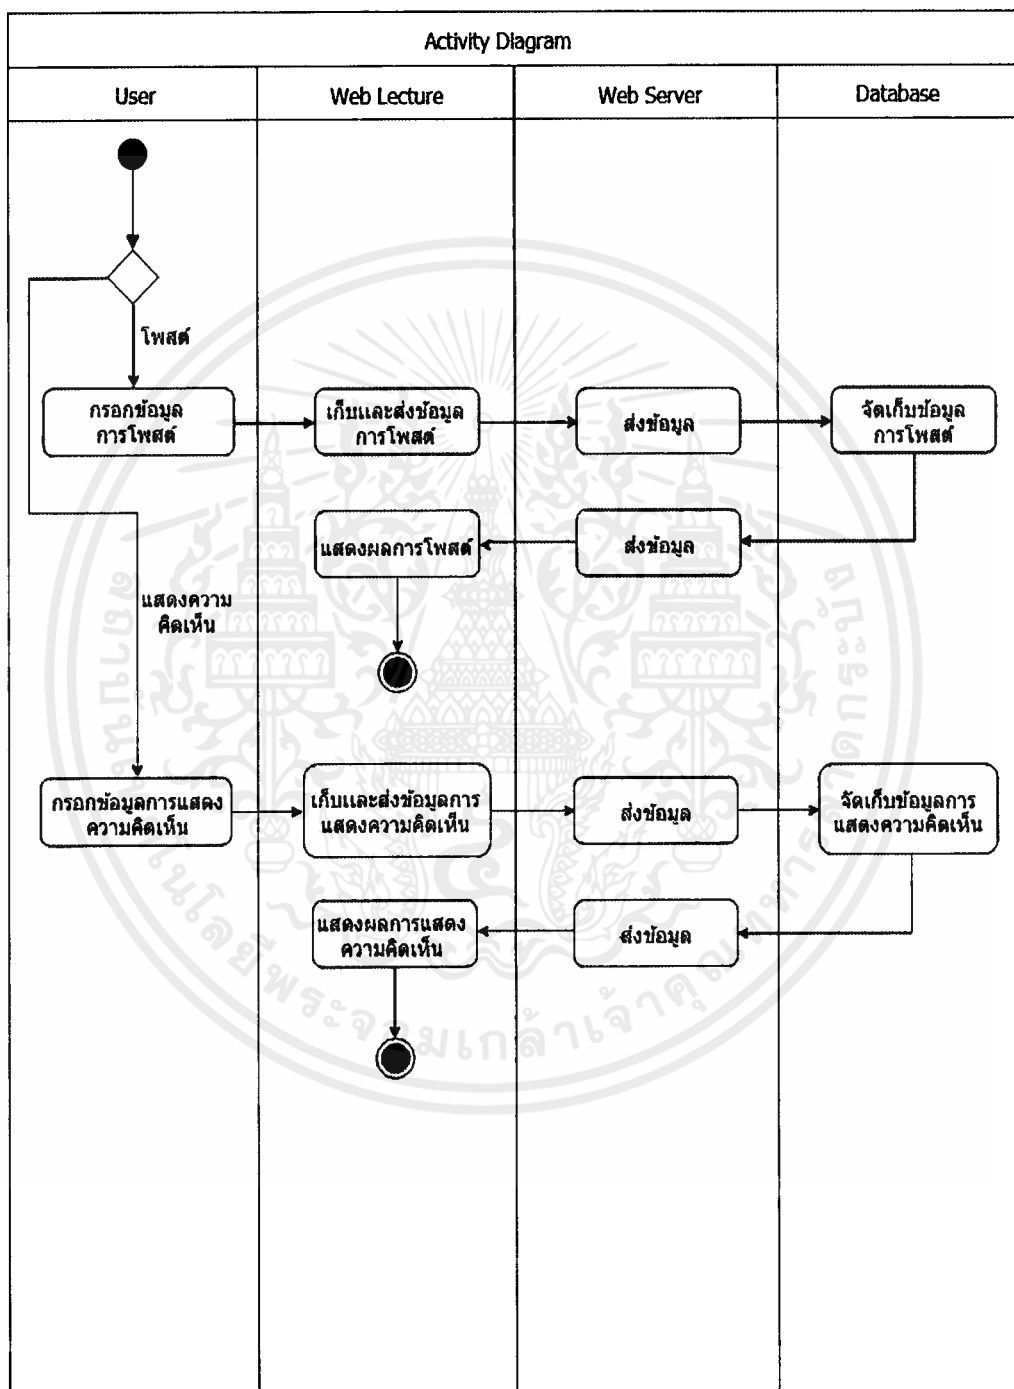 Activity Diagram
User
Web Lecture
Web Server
Database
โพสต์
กรอกข้อมูล
การโพสต์
เก็บและส่งข้อมูล
การโพสต์
ส่งข้อมูล
จัดเก็บข้อมูล
การโพสต์
แสดงผลการโพสต์
ส่งข้อมูล
แสดงความ
คิดเห็น
กรอกข้อมูลการแสดง
ความคิดเห็น
เก็บและส่งข้อมูลการ
แสดงความคิดเห็น
ส่งข้อมูล
จัดเก็บข้อมูลการ
แสดงความคิดเห็น
แสดงผลการแสดง
ความคิดเห็น
ส่งข้อมูล